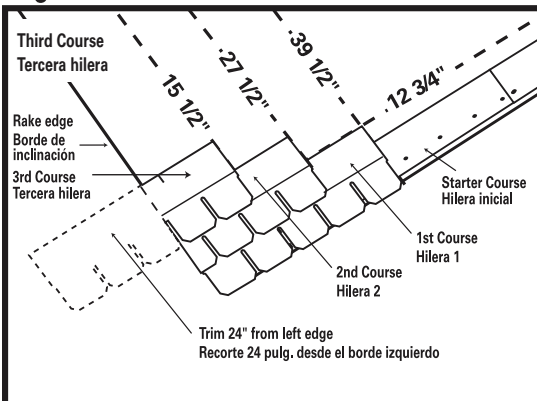 Third Course
Tercera hilera
15 1/2"
27 1/2"
39 1/2"
12 3/4"
Rake edge
Borde de
inclinación
3rd Course
Tercera hilera
Starter Course
Hilera inicial
1st Course
Hilera 1
2nd Course
Hilera 2
Trim 24" from left edge
Recorte 24 pulg. desde el borde izquierdo